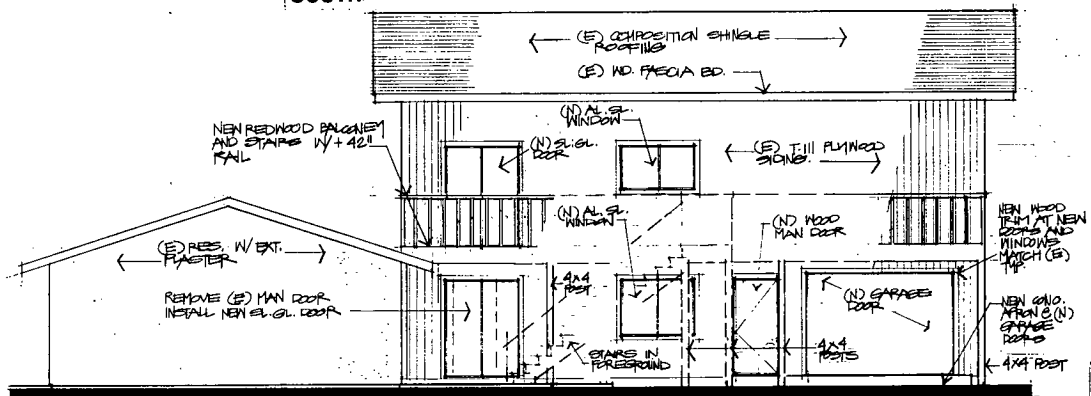 (E) COMPOSITION SHINGLE
ROOFING
(E) WD. FASCIA BD.
NEW REDWOOD BALCONEY
AND STAIRS W/ + 42"
RAIL
(N) SL.GL.
DOOR
(N) AL. SL.
WINDOW
(E) T-111 PLYWOOD
SIDING
(N) AL. SL.
WINDOW
(N) WOOD
MAN DOOR
NEW WOOD
TRIM AT NEW
DOORS AND
WINDOWS
MATCH (E)
TYP.
(E) RES. W/ EXT.
PLASTER
REMOVE (E) MAN DOOR
INSTALL NEW SL. GL. DOOR
4x4
POST
STAIRS IN
FOREGROUND
4x4
POSTS
(N) GARAGE
DOOR
NEW CONC.
APRON @ (N)
GARAGE
DOORS
4x4 POST